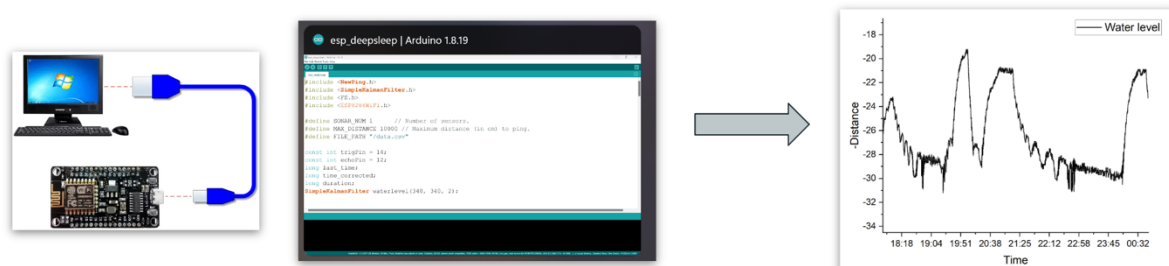 esp_deepsleep | Arduino 1.8.19
#include <NewPing.h>
#include <SimpleKalmanFilter.h>
#include <FS.h>
#include <ESP8266WiFi.h>
#define SONAR_NUM 1 // Number of sensors.
#define MAX_DISTANCE 10900 // Maximum distance (in cm) to ping.
#define FILE_PATH "/data.csv"
const int trigPin = 14;
const int echoPin = 12;
long last_time;
long time_corrected;
long duration;
SimpleKalmanFilter waterlevel(360, 360, 2);
Water level
-Distance
-18
-20
-22
-24
-26
-28
-30
-32
-34
18:18 19:04 19:51 20:38 21:25 22:12 22:58 23:45 00:32
Time